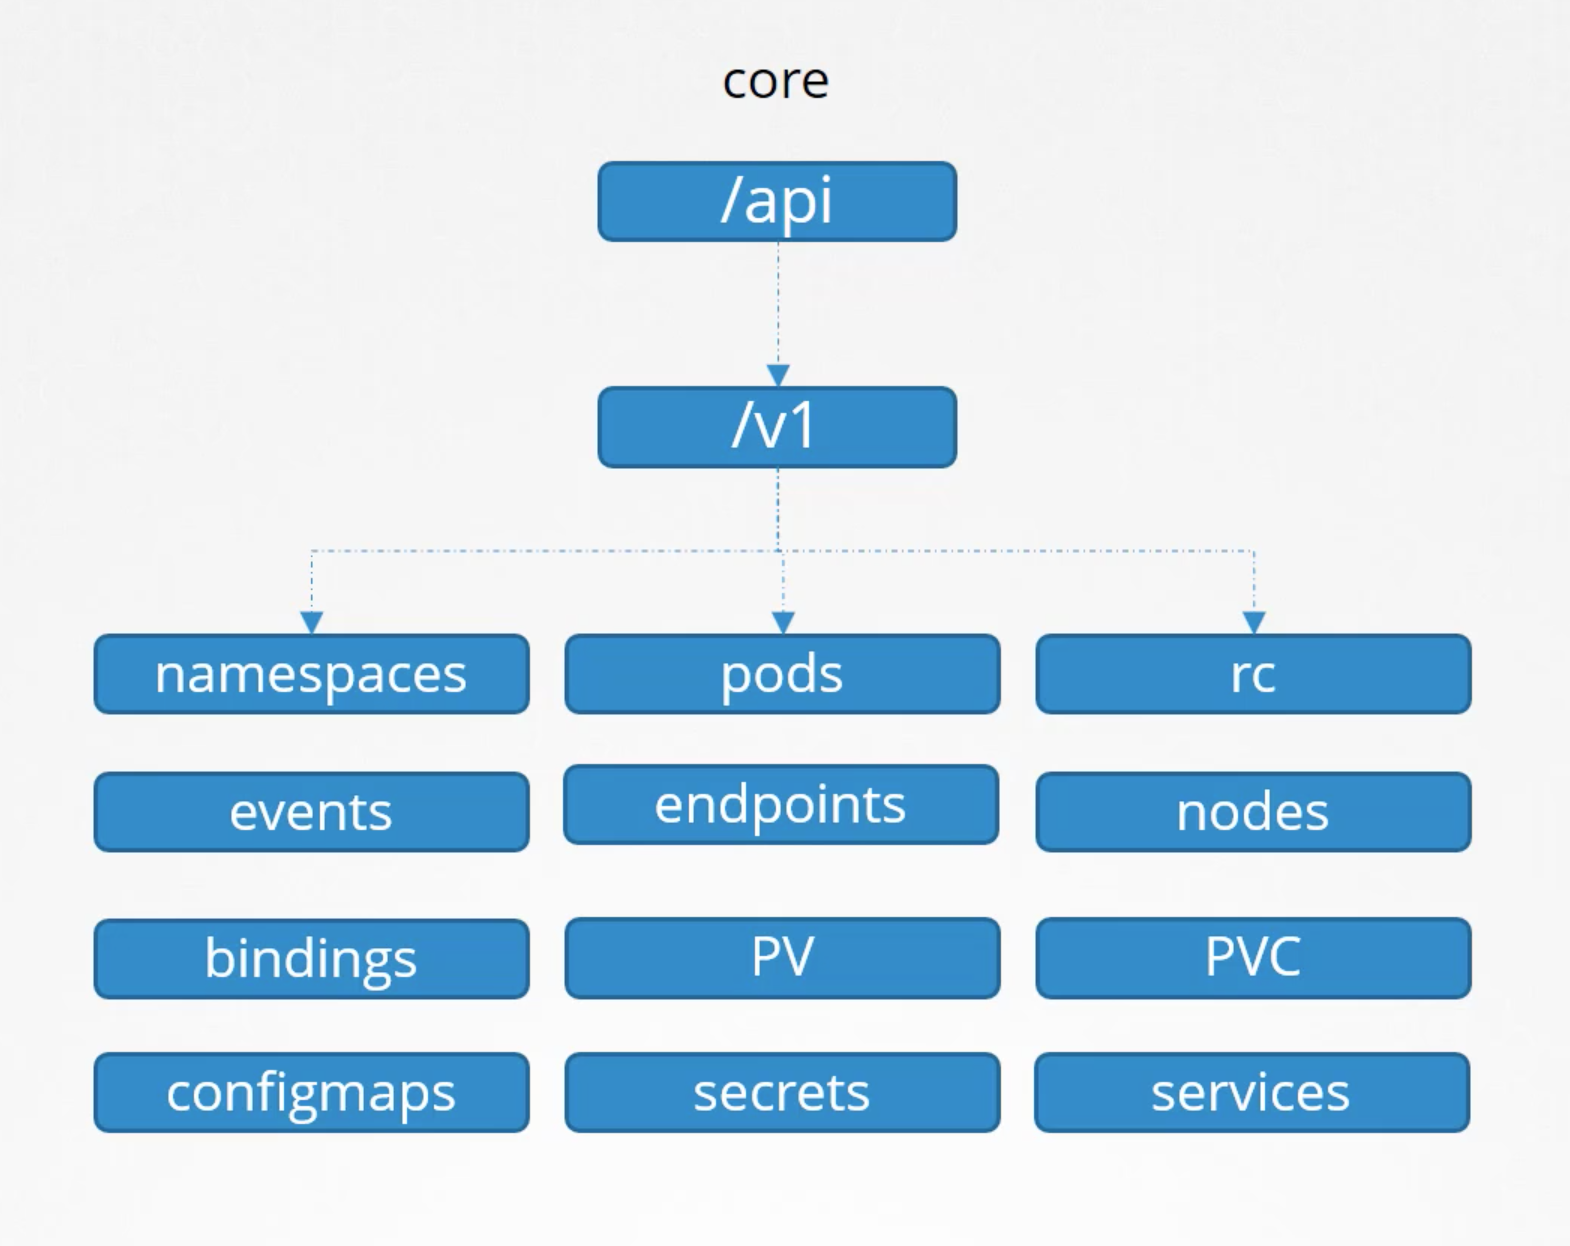 core
/api
/v1
namespaces
pods
rc
events
endpoints
nodes
bindings
PV
PVC
configmaps
secrets
services